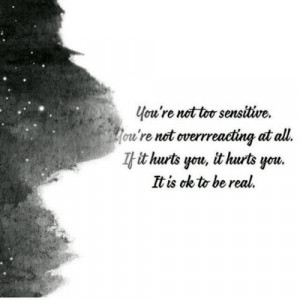 You're not too sensitive.
You're not overrreacting at all.
If it hurts you, it hurts you.
It is ok to be real.